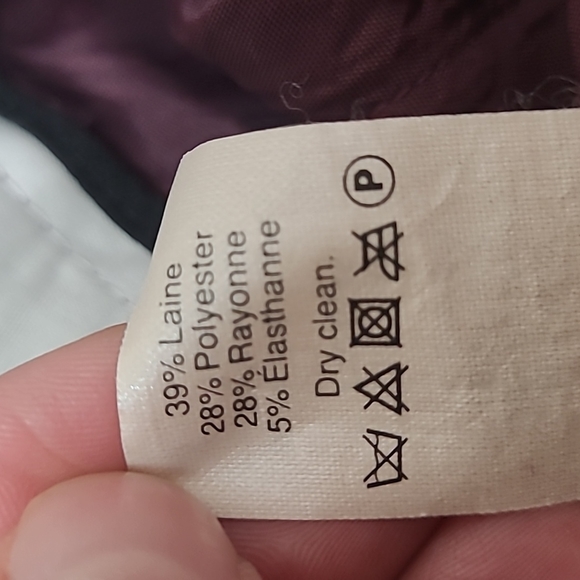 39% Laine
28% Polyester
28% Rayonne
5% Élasthanne
Dry clean.
P